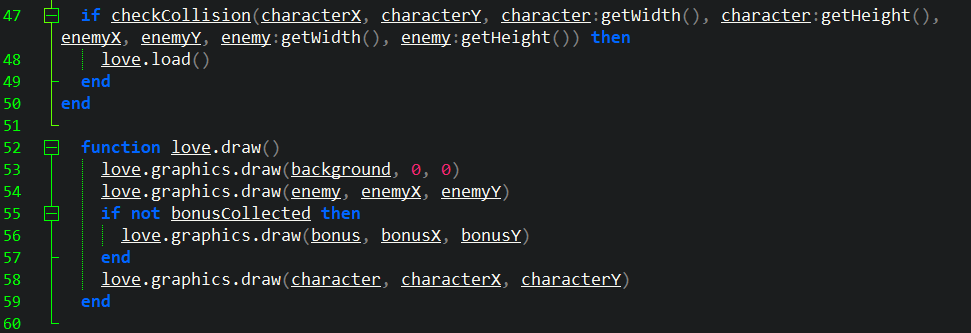 47 if checkCollision(characterX, characterY, character:getWidth(), character:getHeight(),
enemyX, enemyY, enemy:getWidth(), enemy:getHeight()) then
48 love.load()
49 end
50 end
51
52 function love.draw()
53 love.graphics.draw(background, 0, 0)
54 love.graphics.draw(enemy, enemyX, enemyY)
55 if not bonusCollected then
56 love.graphics.draw(bonus, bonusX, bonusY)
57 end
58 love.graphics.draw(character, characterX, characterY)
59 end
60